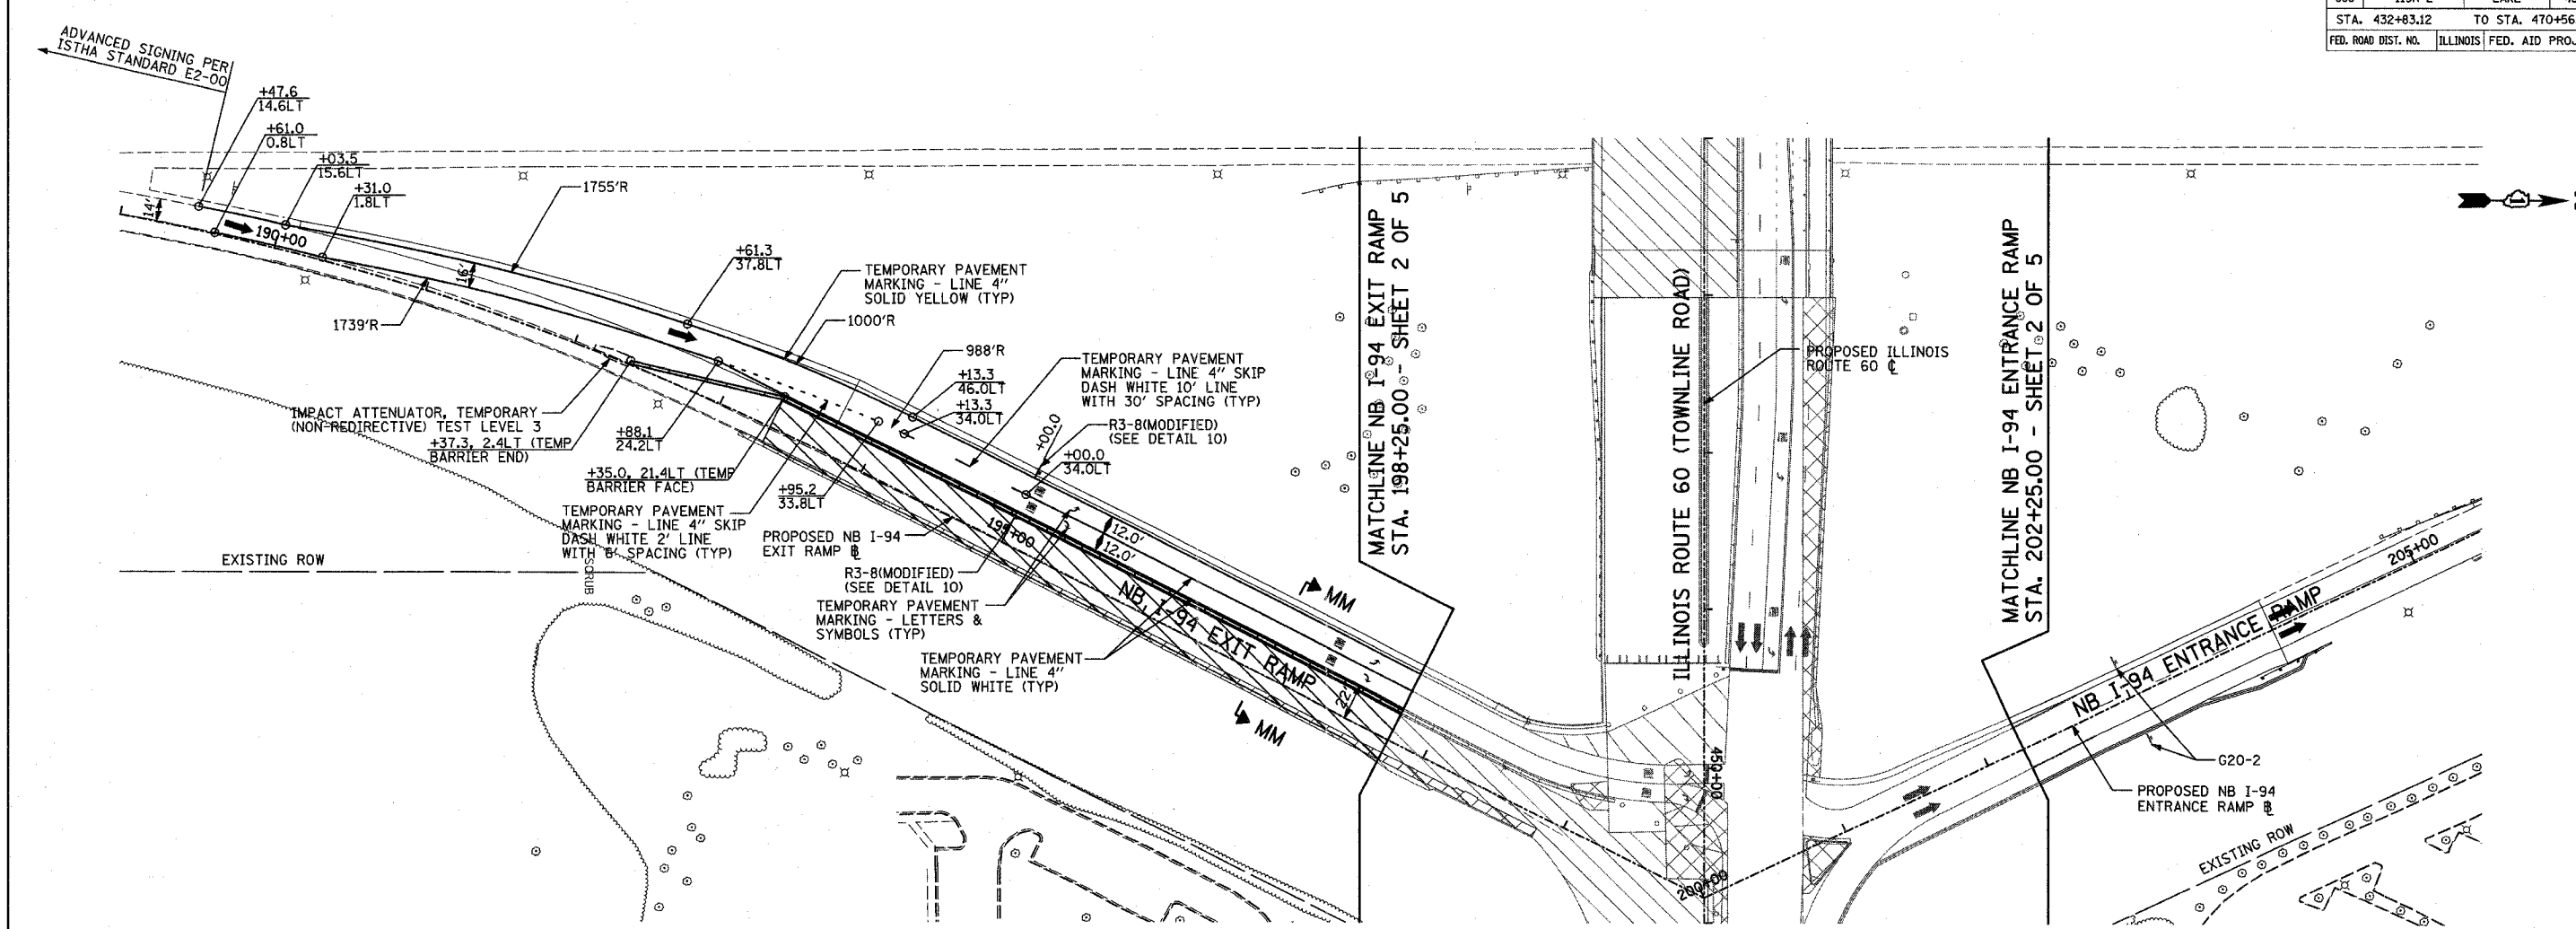 LAKE
STA. 432+83.12 TO STA. 470+56
FED. ROAD DIST. NO. ILLINOIS FED. AID PROJ
ADVANCED SIGNING PER
ISTHA STANDARD E2-00
+47.6
14.6LT
+61.0
0.8LT
+03.5
15.6LT
+31.0
1.8LT
14'
190+00
1755'R
16'
1739'R
+61.3
37.8LT
TEMPORARY PAVEMENT
MARKING - LINE 4"
SOLID YELLOW (TYP)
1000'R
988'R
+13.3
46.0LT
+13.3
34.0LT
TEMPORARY PAVEMENT
MARKING - LINE 4" SKIP
DASH WHITE 10' LINE
WITH 30' SPACING (TYP)
+00.0
R3-8(MODIFIED)
(SEE DETAIL 10)
+00.0
34.0LT
IMPACT ATTENUATOR, TEMPORARY
(NON-REDIRECTIVE) TEST LEVEL 3
+37.3, 2.4LT (TEMP
BARRIER END)
+88.1
24.2LT
+35.0, 21.4LT (TEMP
BARRIER FACE)
+95.2
33.8LT
TEMPORARY PAVEMENT
MARKING - LINE 4" SKIP
DASH WHITE 2' LINE
WITH 6' SPACING (TYP)
PROPOSED NB I-94
EXIT RAMP ℄
195+00
12.0'
12.0'
R3-8(MODIFIED)
(SEE DETAIL 10)
TEMPORARY PAVEMENT
MARKING - LETTERS &
SYMBOLS (TYP)
TEMPORARY PAVEMENT
MARKING - LINE 4"
SOLID WHITE (TYP)
NB I-94 EXIT RAMP
MM
MM
22'
EXISTING ROW
SCRUB
MATCHLINE NB I-94 EXIT RAMP
STA. 198+25.00 - SHEET 2 OF 5
ILLINOIS ROUTE 60 (TOWNLINE ROAD)
PROPOSED ILLINOIS
ROUTE 60 ℄
450+00
200+00
MATCHLINE NB I-94 ENTRANCE RAMP
STA. 202+25.00 - SHEET 2 OF 5
205+00
NB I-94 ENTRANCE RAMP
G20-2
PROPOSED NB I-94
ENTRANCE RAMP ℄
EXISTING ROW